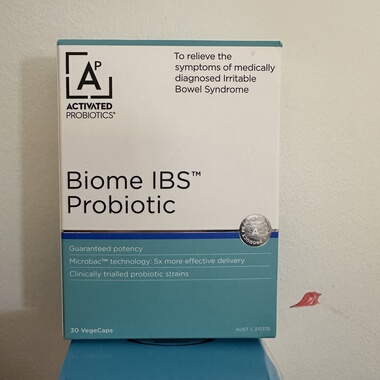 AP
ACTIVATED
PROBIOTICS®
To relieve the
symptoms of medically
diagnosed Irritable
Bowel Syndrome
Biome IBS™
Probiotic
Guaranteed potency
Microbac™ technology: 5x more effective delivery
Clinically trialled probiotic strains
30 VegeCaps